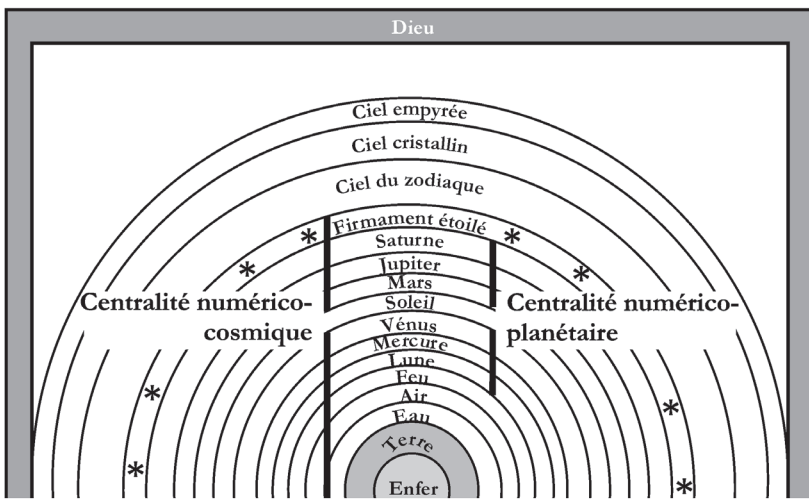 Dieu
Ciel empyrée
Ciel cristallin
Ciel du zodiaque
Firmament étoilé
Saturne
Jupiter
Mars
Soleil
Vénus
Mercure
Lune
Feu
Air
Eau
Terre
Enfer
Centralité numérico-
cosmique
Centralité numérico-
planétaire